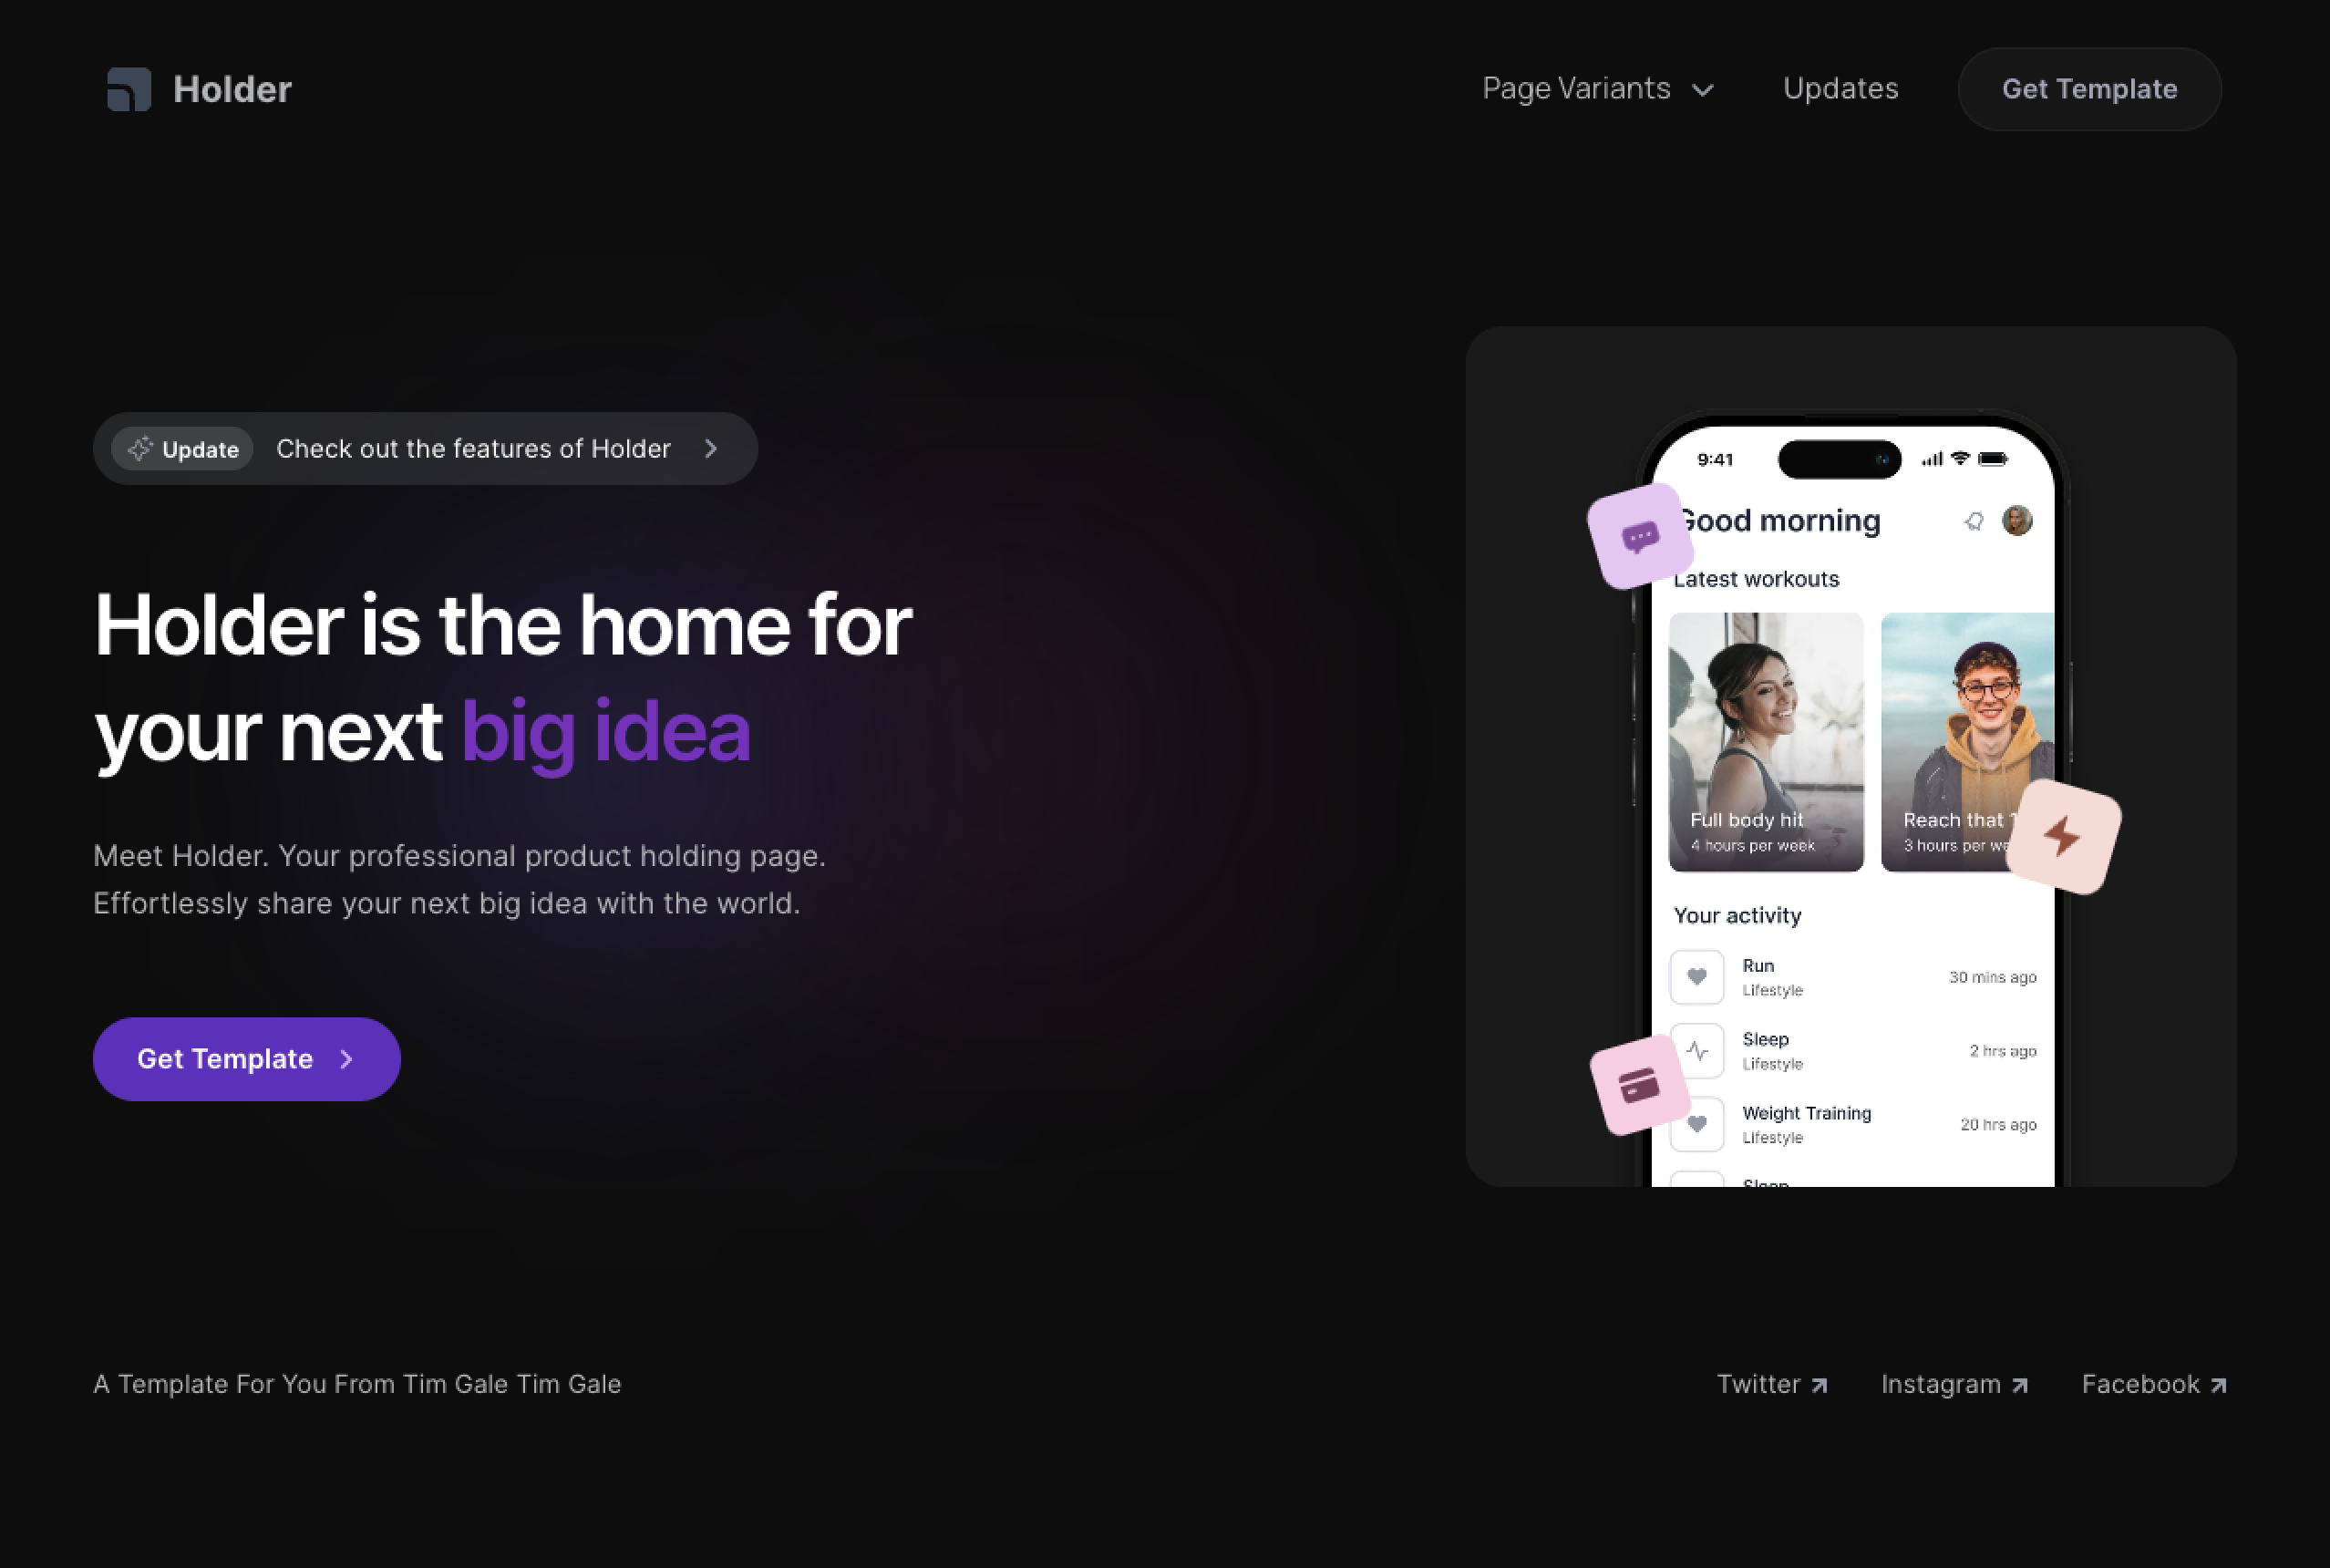 Holder
Page Variants
Updates
Get Template
Update
Check out the features of Holder
Holder is the home for
your next big idea
Meet Holder. Your professional product holding page.
Effortlessly share your next big idea with the world.
Get Template
9:41
Good morning
Latest workouts
Full body hit
4 hours per week
Reach that
3 hours per we
Your activity
Run
Lifestyle
30 mins ago
Sleep
Lifestyle
2 hrs ago
Weight Training
Lifestyle
20 hrs ago
Sleep
A Template For You From Tim Gale Tim Gale
Twitter
Instagram
Facebook